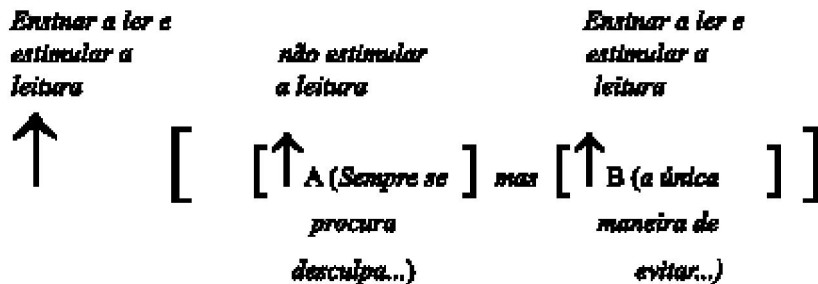 Ensinar a ler e
estimular a
leitura
não estimular
a leitura
Ensinar a ler e
estimular a
leitura
↑ [ [ ↑ A (Sempre se ] mas [ ↑ B (a única ] ]
procura
desculpa...)
maneira de
evitar...)